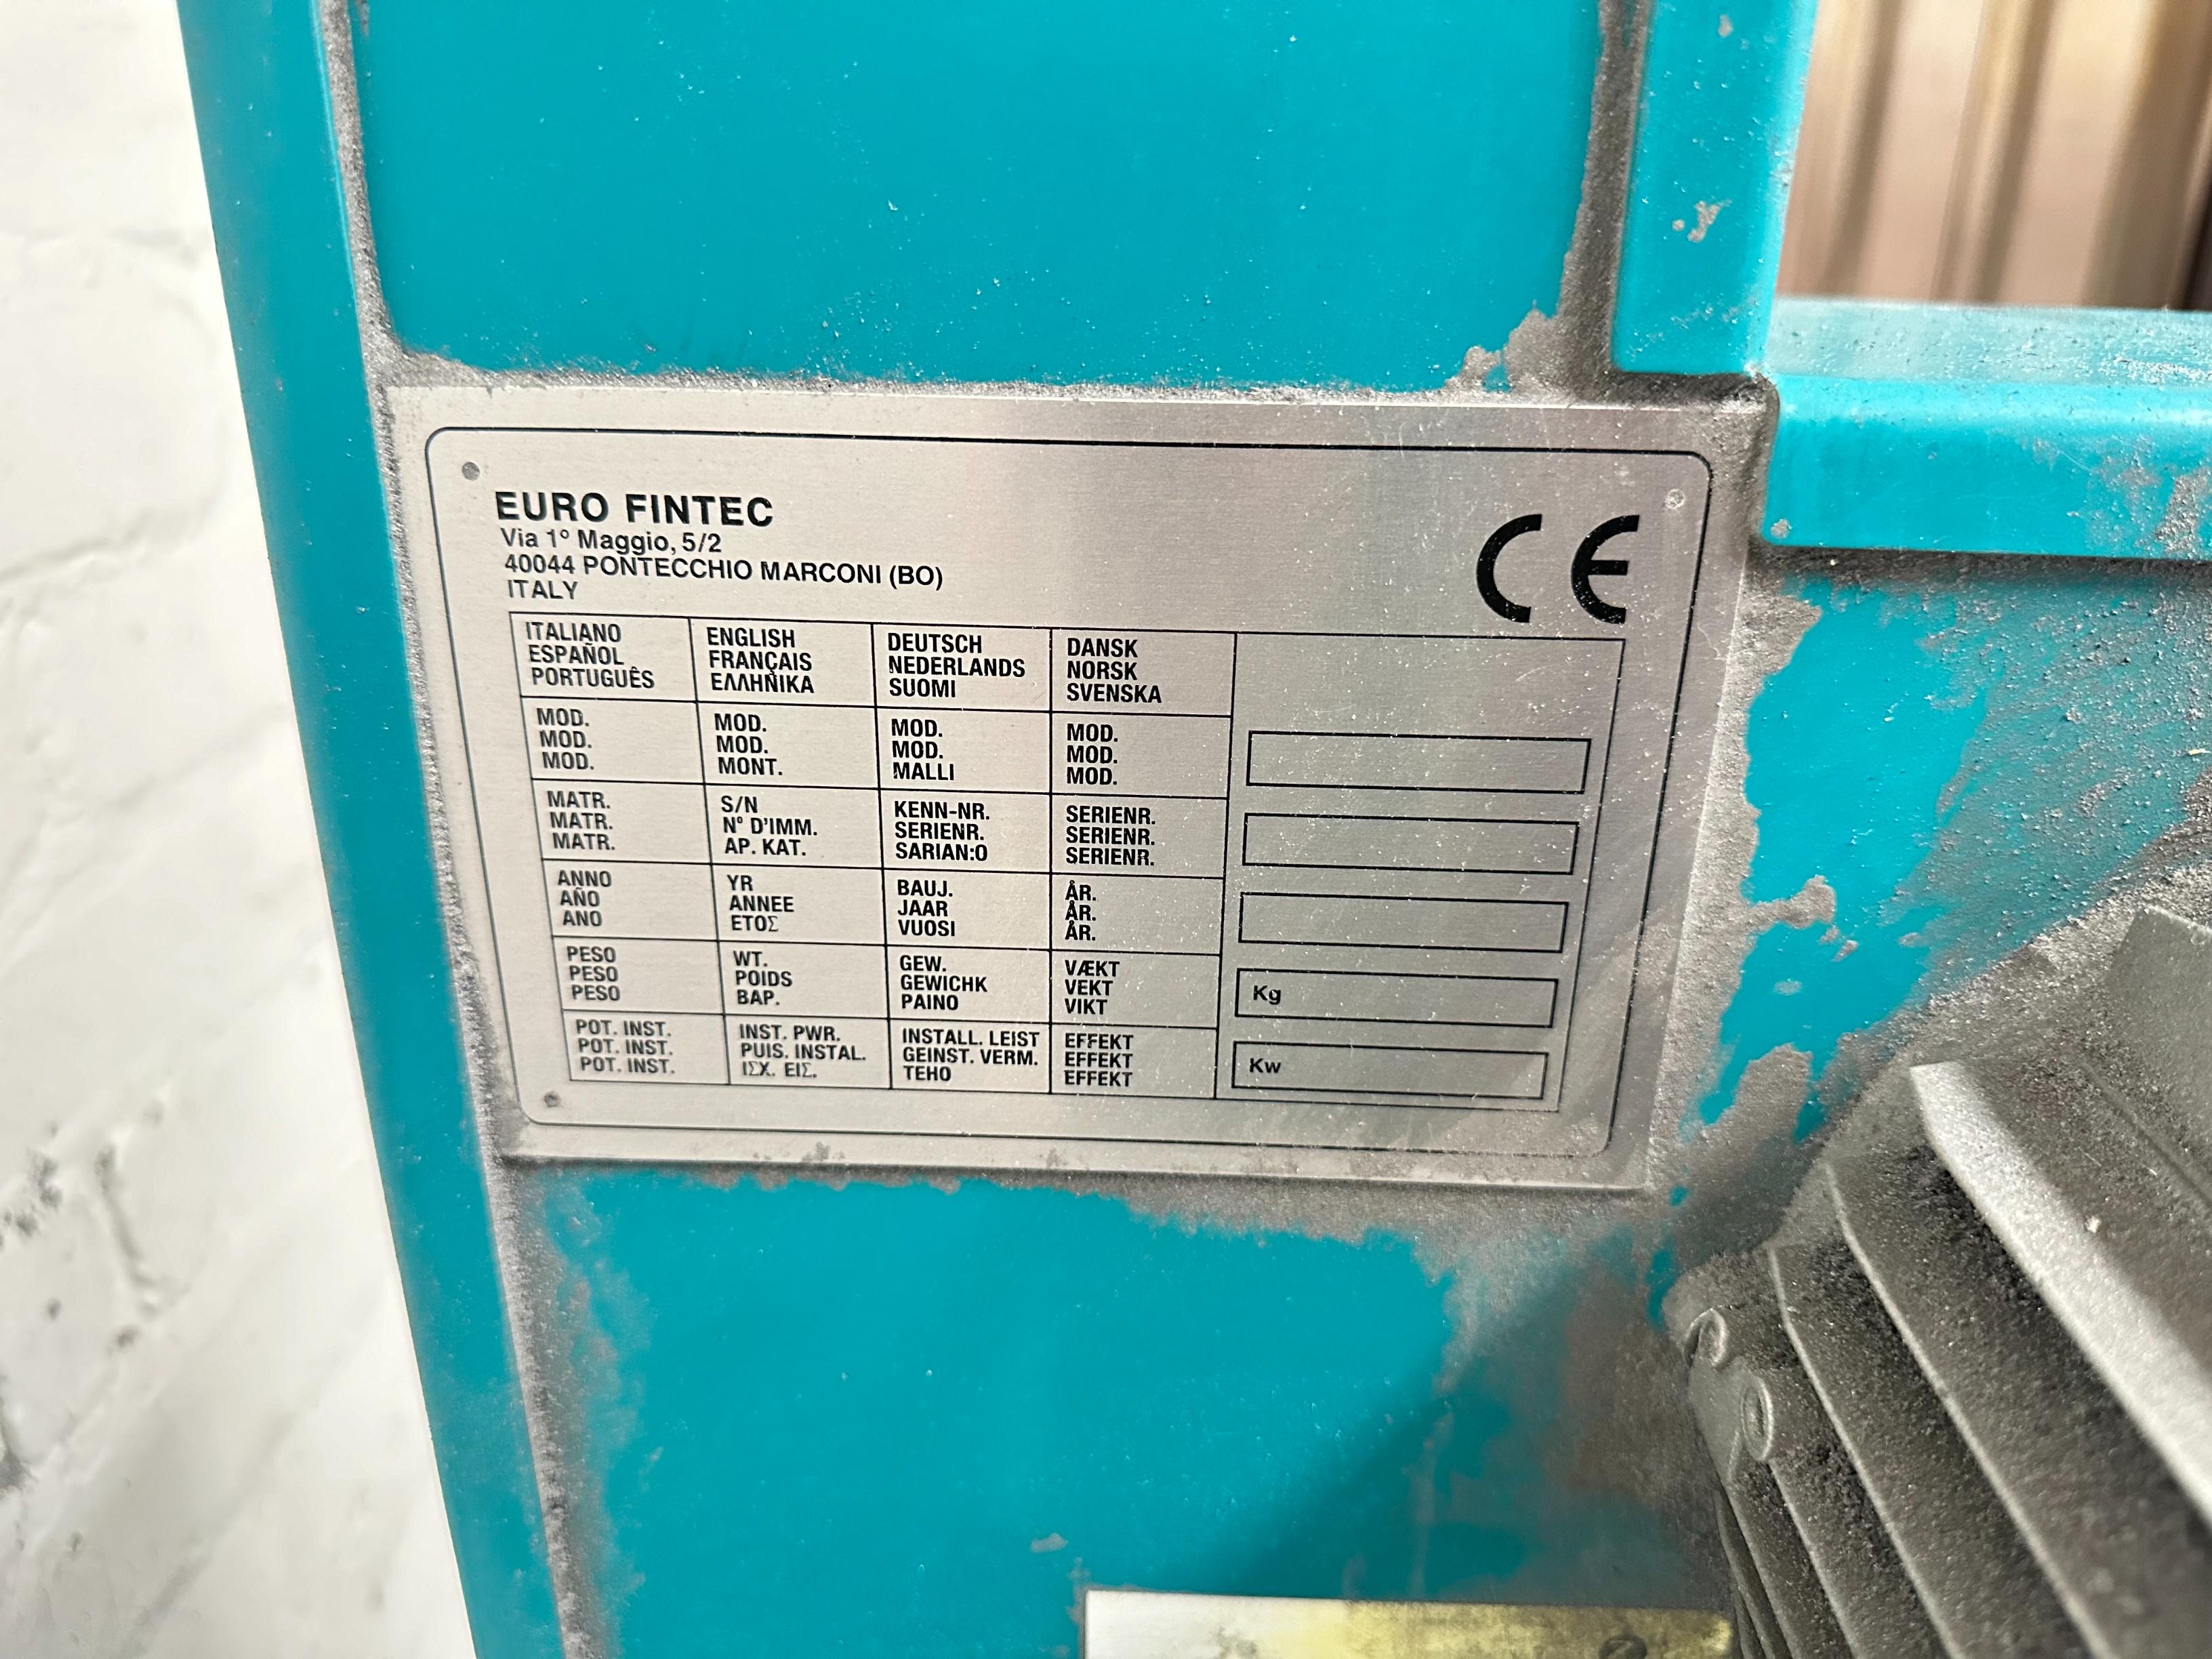 EURO FINTEC
Via 1° Maggio, 5/2
40044 PONTECCHIO MARCONI (BO)
ITALY
CE
ITALIANO
ESPAÑOL
PORTUGUÊS
ENGLISH
FRANÇAIS
ΕΛΛΗÑΙΚΑ
DEUTSCH
NEDERLANDS
SUOMI
DANSK
NORSK
SVENSKA
MOD.
MOD.
MOD.
MOD.
MOD.
MONT.
MOD.
MOD.
MALLI
MOD.
MOD.
MOD.
MATR.
MATR.
MATR.
S/N
N° D'IMM.
AP. KAT.
KENN-NR.
SERIENR.
SARIAN:O
SERIENR.
SERIENR.
SERIENR.
ANNO
AÑO
ANO
YR
ANNEE
ΕΤΟΣ
BAUJ.
JAAR
VUOSI
ÅR.
ÅR.
ÅR.
PESO
PESO
PESO
WT.
POIDS
BAP.
GEW.
GEWICHK
PAINO
VÆKT
VEKT
VIKT
Kg
POT. INST.
POT. INST.
POT. INST.
INST. PWR.
PUIS. INSTAL.
ΙΣΧ. ΕΙΣ.
INSTALL. LEIST
GEINST. VERM.
TEHO
EFFEKT
EFFEKT
EFFEKT
Kw